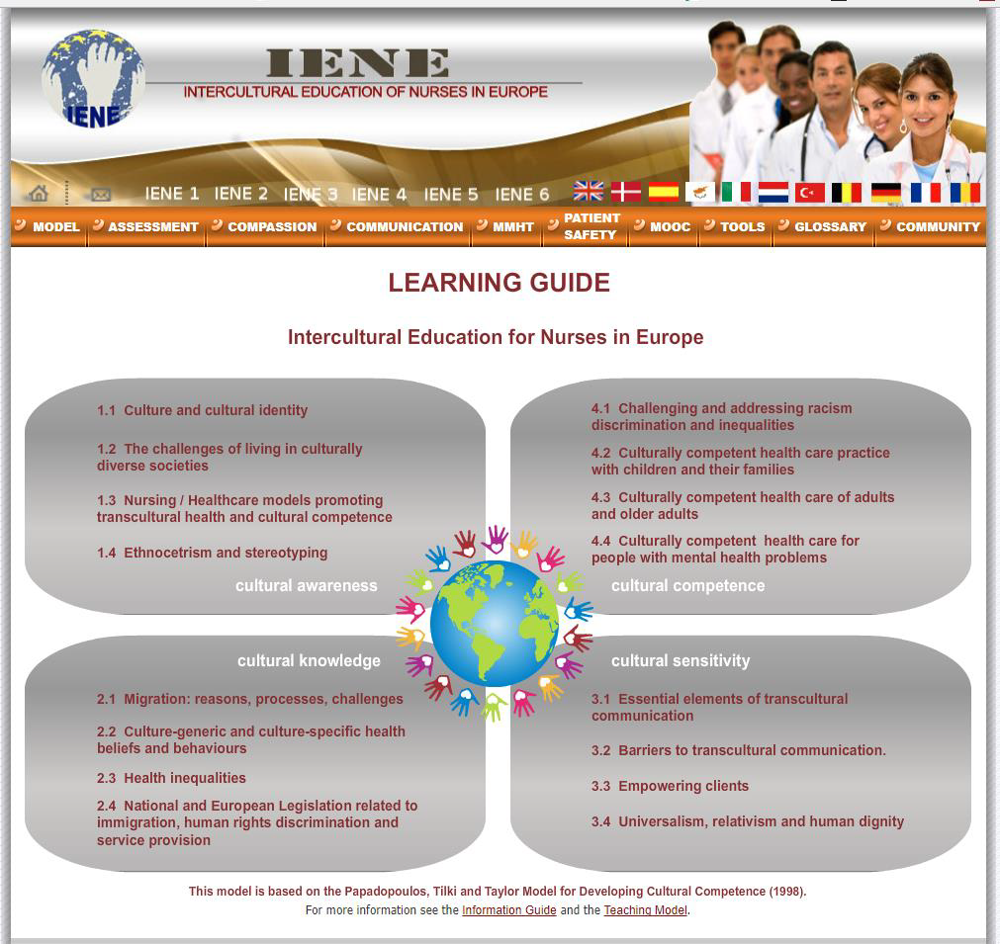 IENE
IENE
INTERCULTURAL EDUCATION OF NURSES IN EUROPE
IENE 1 IENE 2 IENE 3 IENE 4 IENE 5 IENE 6
MODEL ASSESSMENT COMPASSION COMMUNICATION MMHT PATIENT SAFETY MOOC TOOLS GLOSSARY COMMUNITY
LEARNING GUIDE
Intercultural Education for Nurses in Europe
1.1 Culture and cultural identity
1.2 The challenges of living in culturally
diverse societies
1.3 Nursing / Healthcare models promoting
transcultural health and cultural competence
1.4 Ethnocetrism and stereotyping
cultural awareness
4.1 Challenging and addressing racism
discrimination and inequalities
4.2 Culturally competent health care practice
with children and their families
4.3 Culturally competent health care of adults
and older adults
4.4 Culturally competent health care for
people with mental health problems
cultural competence
cultural knowledge
2.1 Migration: reasons, processes, challenges
2.2 Culture-generic and culture-specific health
beliefs and behaviours
2.3 Health inequalities
2.4 National and European Legislation related to
immigration, human rights discrimination and
service provision
cultural sensitivity
3.1 Essential elements of transcultural
communication
3.2 Barriers to transcultural communication.
3.3 Empowering clients
3.4 Universalism, relativism and human dignity
This model is based on the Papadopoulos, Tilki and Taylor Model for Developing Cultural Competence (1998).
For more information see the Information Guide and the Teaching Model.